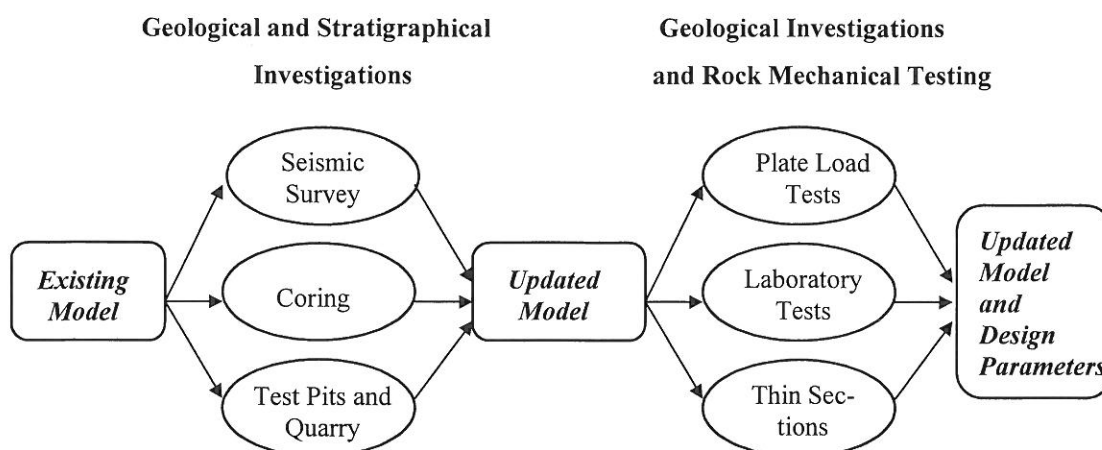 Geological and Stratigraphical
Investigations
Geological Investigations
and Rock Mechanical Testing
Existing
Model
Seismic
Survey
Coring
Test Pits and
Quarry
Updated
Model
Plate Load
Tests
Laboratory
Tests
Thin Sec-
tions
Updated
Model
and
Design
Parameters